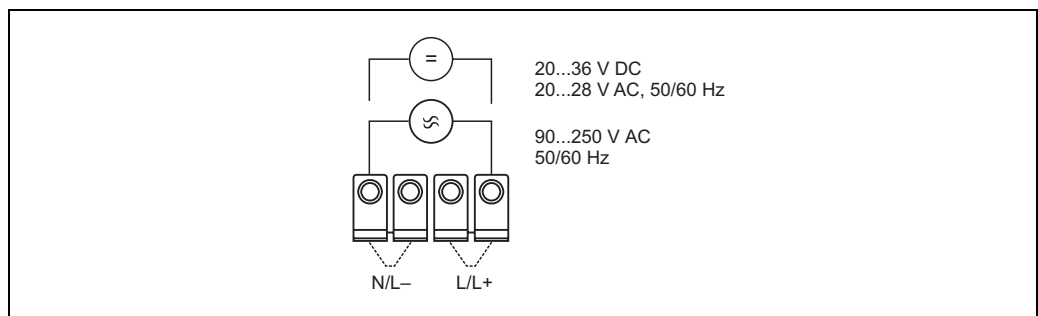 =
20...36 V DC
20...28 V AC, 50/60 Hz
90...250 V AC
50/60 Hz
N/L– L/L+